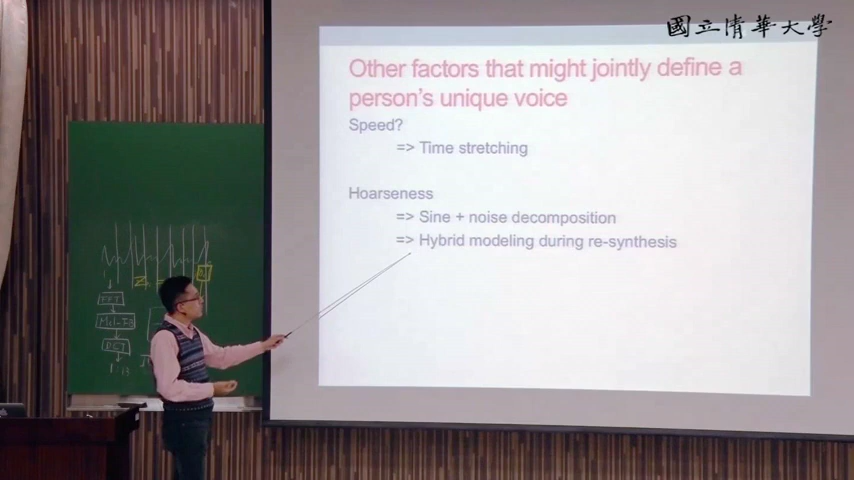 國立清華大學
Other factors that might jointly define a
person's unique voice
Speed?
=> Time stretching
Hoarseness
=> Sine + noise decomposition
=> Hybrid modeling during re-synthesis
FFT
Mel-FB
DCT